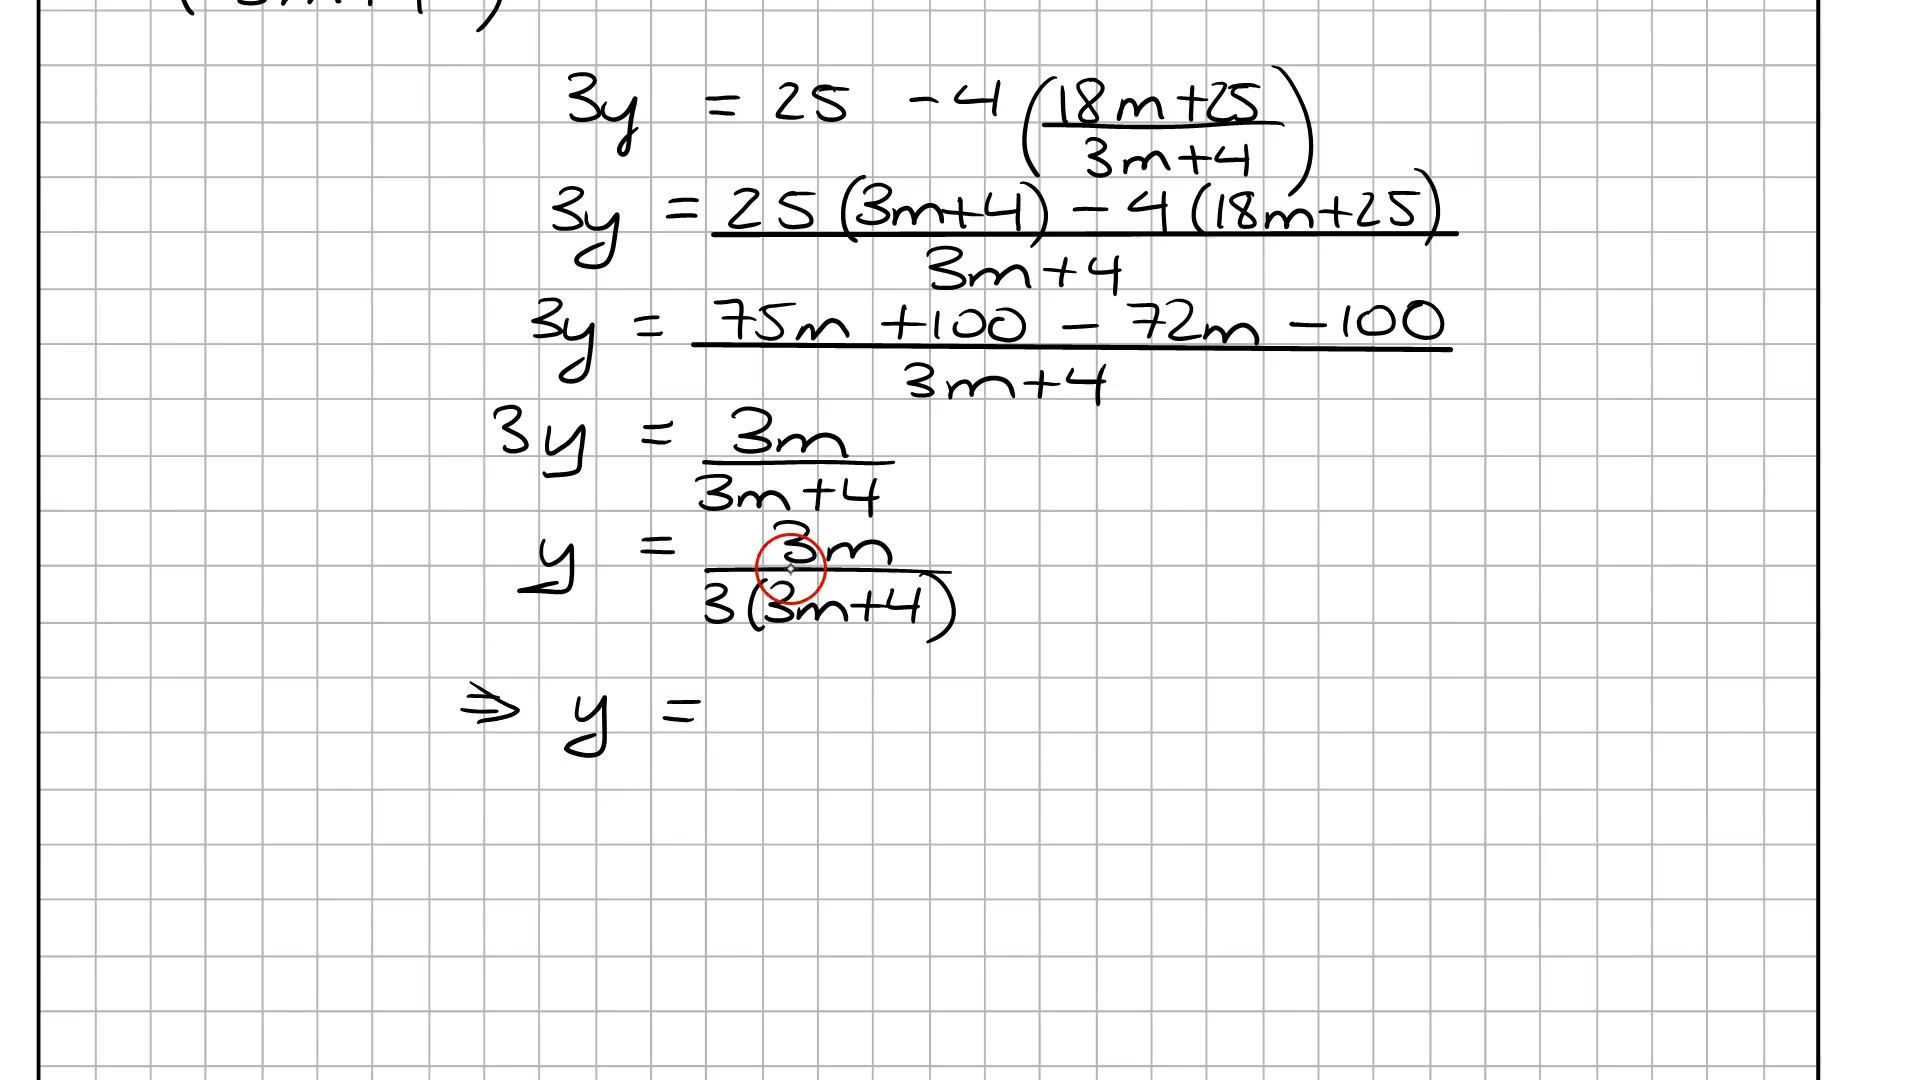 3y = 25 - 4 (18m+25 / 3m+4)
3y = 25(3m+4) - 4(18m+25) / 3m+4
3y = 75m + 100 - 72m - 100 / 3m+4
3y = 3m / 3m+4
y = 3m / 3(3m+4)
⇒ y =